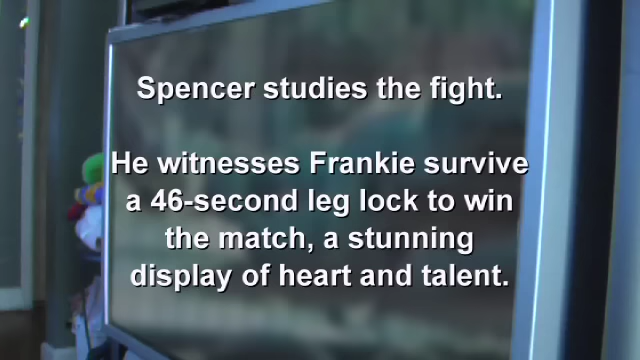 Spencer studies the fight.
He witnesses Frankie survive
a 46-second leg lock to win
the match, a stunning
display of heart and talent.